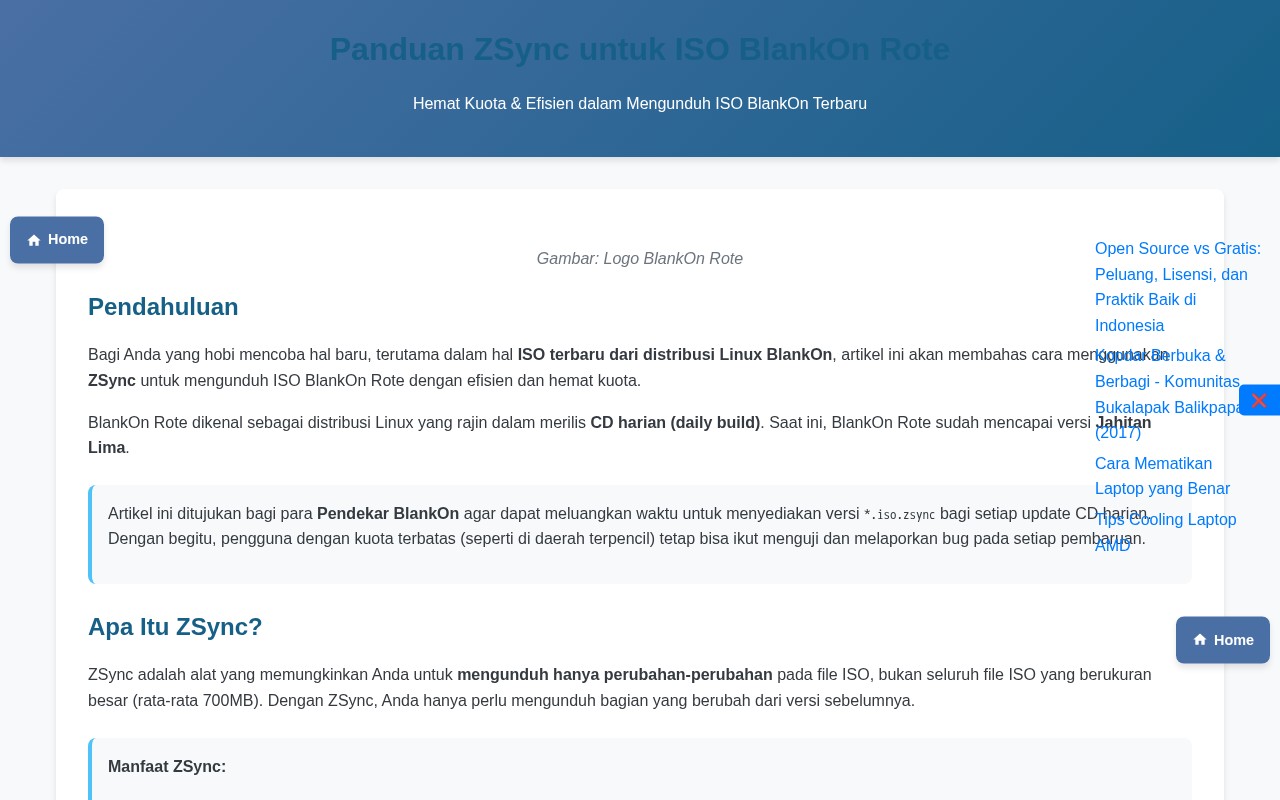 Panduan ZSync untuk ISO BlankOn Rote
Hemat Kuota & Efisien dalam Mengunduh ISO BlankOn Terbaru
Home
Gambar: Logo BlankOn Rote
Pendahuluan
Bagi Anda yang hobi mencoba hal baru, terutama dalam hal ISO terbaru dari distribusi Linux BlankOn, artikel ini akan membahas cara menggunakan
ZSync untuk mengunduh ISO BlankOn Rote dengan efisien dan hemat kuota.
BlankOn Rote dikenal sebagai distribusi Linux yang rajin dalam merilis CD harian (daily build). Saat ini, BlankOn Rote sudah mencapai versi Jahitan
Lima.
Artikel ini ditujukan bagi para Pendekar BlankOn agar dapat meluangkan waktu untuk menyediakan versi *.iso.zsync bagi setiap update CD harian.
Dengan begitu, pengguna dengan kuota terbatas (seperti di daerah terpencil) tetap bisa ikut menguji dan melaporkan bug pada setiap pembaruan.
Apa Itu ZSync?
ZSync adalah alat yang memungkinkan Anda untuk mengunduh hanya perubahan-perubahan pada file ISO, bukan seluruh file ISO yang berukuran
besar (rata-rata 700MB). Dengan ZSync, Anda hanya perlu mengunduh bagian yang berubah dari versi sebelumnya.
Manfaat ZSync:
Open Source vs Gratis:
Peluang, Lisensi, dan
Praktik Baik di
Indonesia
Kopdar Berbuka &
Berbagi - Komunitas
Bukalapak Balikpapa
(2017)
Cara Mematikan
Laptop yang Benar
Tips Cooling Laptop
AMD
Home